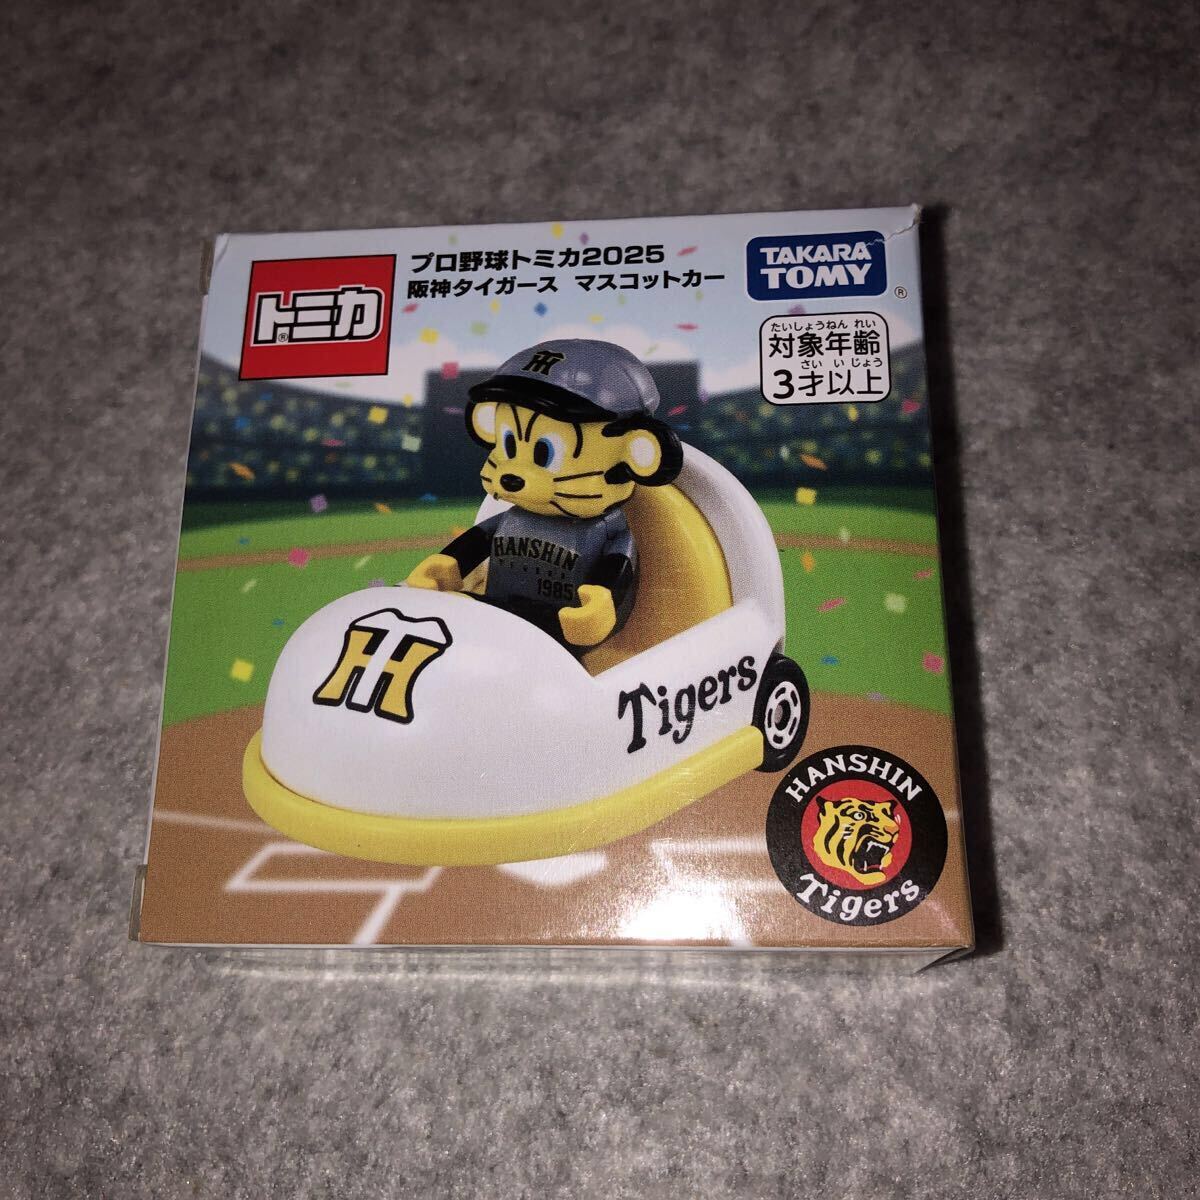 トミカ
®
プロ野球トミカ2025
阪神タイガース マスコットカー
TAKARA
TOMY
®
たいしょうねんれい
対象年齢
さいいじょう
3才以上
HANSHIN
TIGERS
1985
Tigers
HANSHIN
Tigers